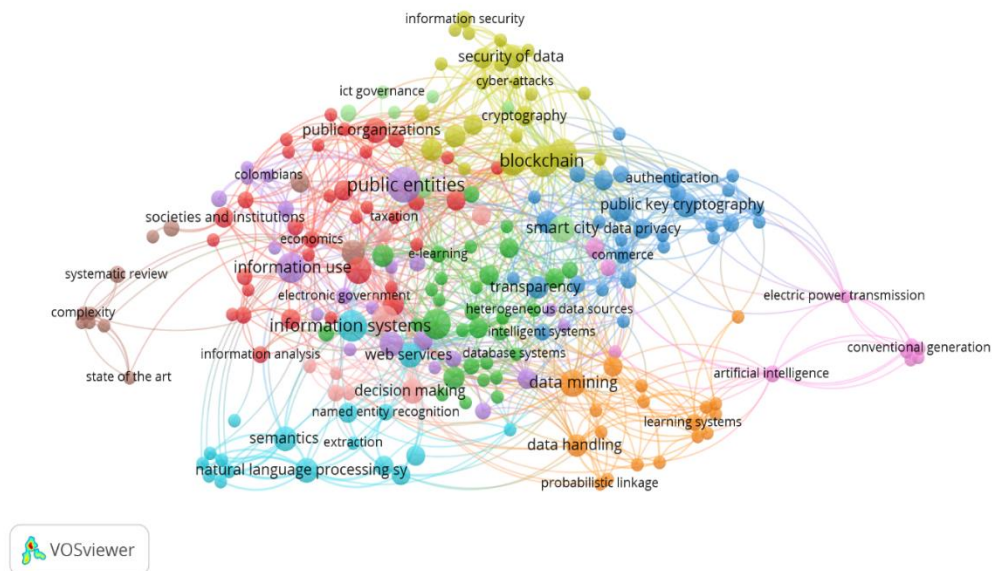 information security
security of data
cyber-attacks
ict governance
cryptography
public organizations
blockchain
colombians
public entities
authentication
public key cryptography
societies and institutions
taxation
smart city
data privacy
economics
e-learning
commerce
information use
systematic review
electronic government
transparency
electric power transmission
heterogeneous data sources
complexity
information systems
intelligent systems
conventional generation
information analysis
web services
database systems
state of the art
artificial intelligence
decision making
data mining
named entity recognition
learning systems
semantics
extraction
data handling
natural language processing sy
probabilistic linkage
VOSviewer